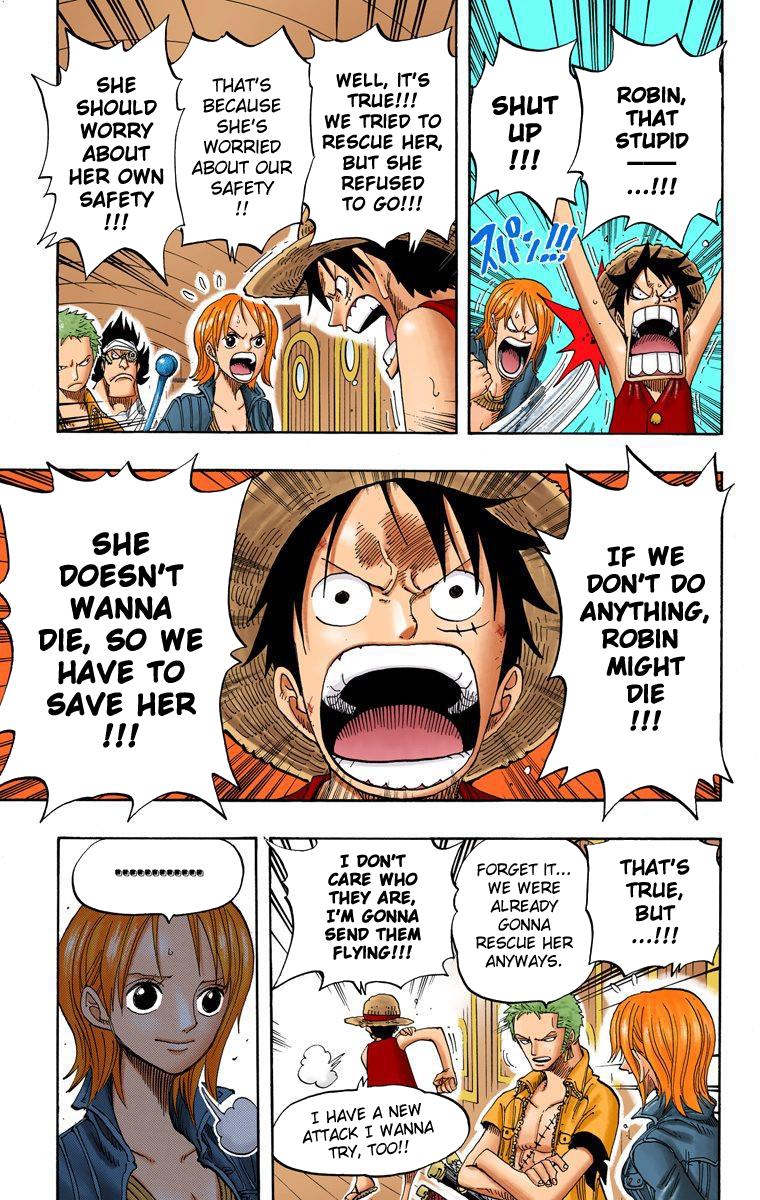 ROBIN,
THAT
STUPID
———
...!!!
SHUT
UP
!!!
スパン!!!
WELL, IT'S
TRUE!!!
WE TRIED TO
RESCUE HER,
BUT SHE
REFUSED
TO GO!!!
THAT'S
BECAUSE
SHE'S
WORRIED
ABOUT OUR
SAFETY
!!
SHE
SHOULD
WORRY
ABOUT
HER OWN
SAFETY
!!!
IF WE
DON'T DO
ANYTHING,
ROBIN
MIGHT
DIE
!!!
SHE
DOESN'T
WANNA
DIE, SO WE
HAVE TO
SAVE HER
!!!
THAT'S
TRUE,
BUT
...!!!
FORGET IT...
WE WERE
ALREADY
GONNA
RESCUE HER
ANYWAYS.
I DON'T
CARE WHO
THEY ARE,
I'M GONNA
SEND THEM
FLYING!!!
I HAVE A NEW
ATTACK I WANNA
TRY, TOO!!
............